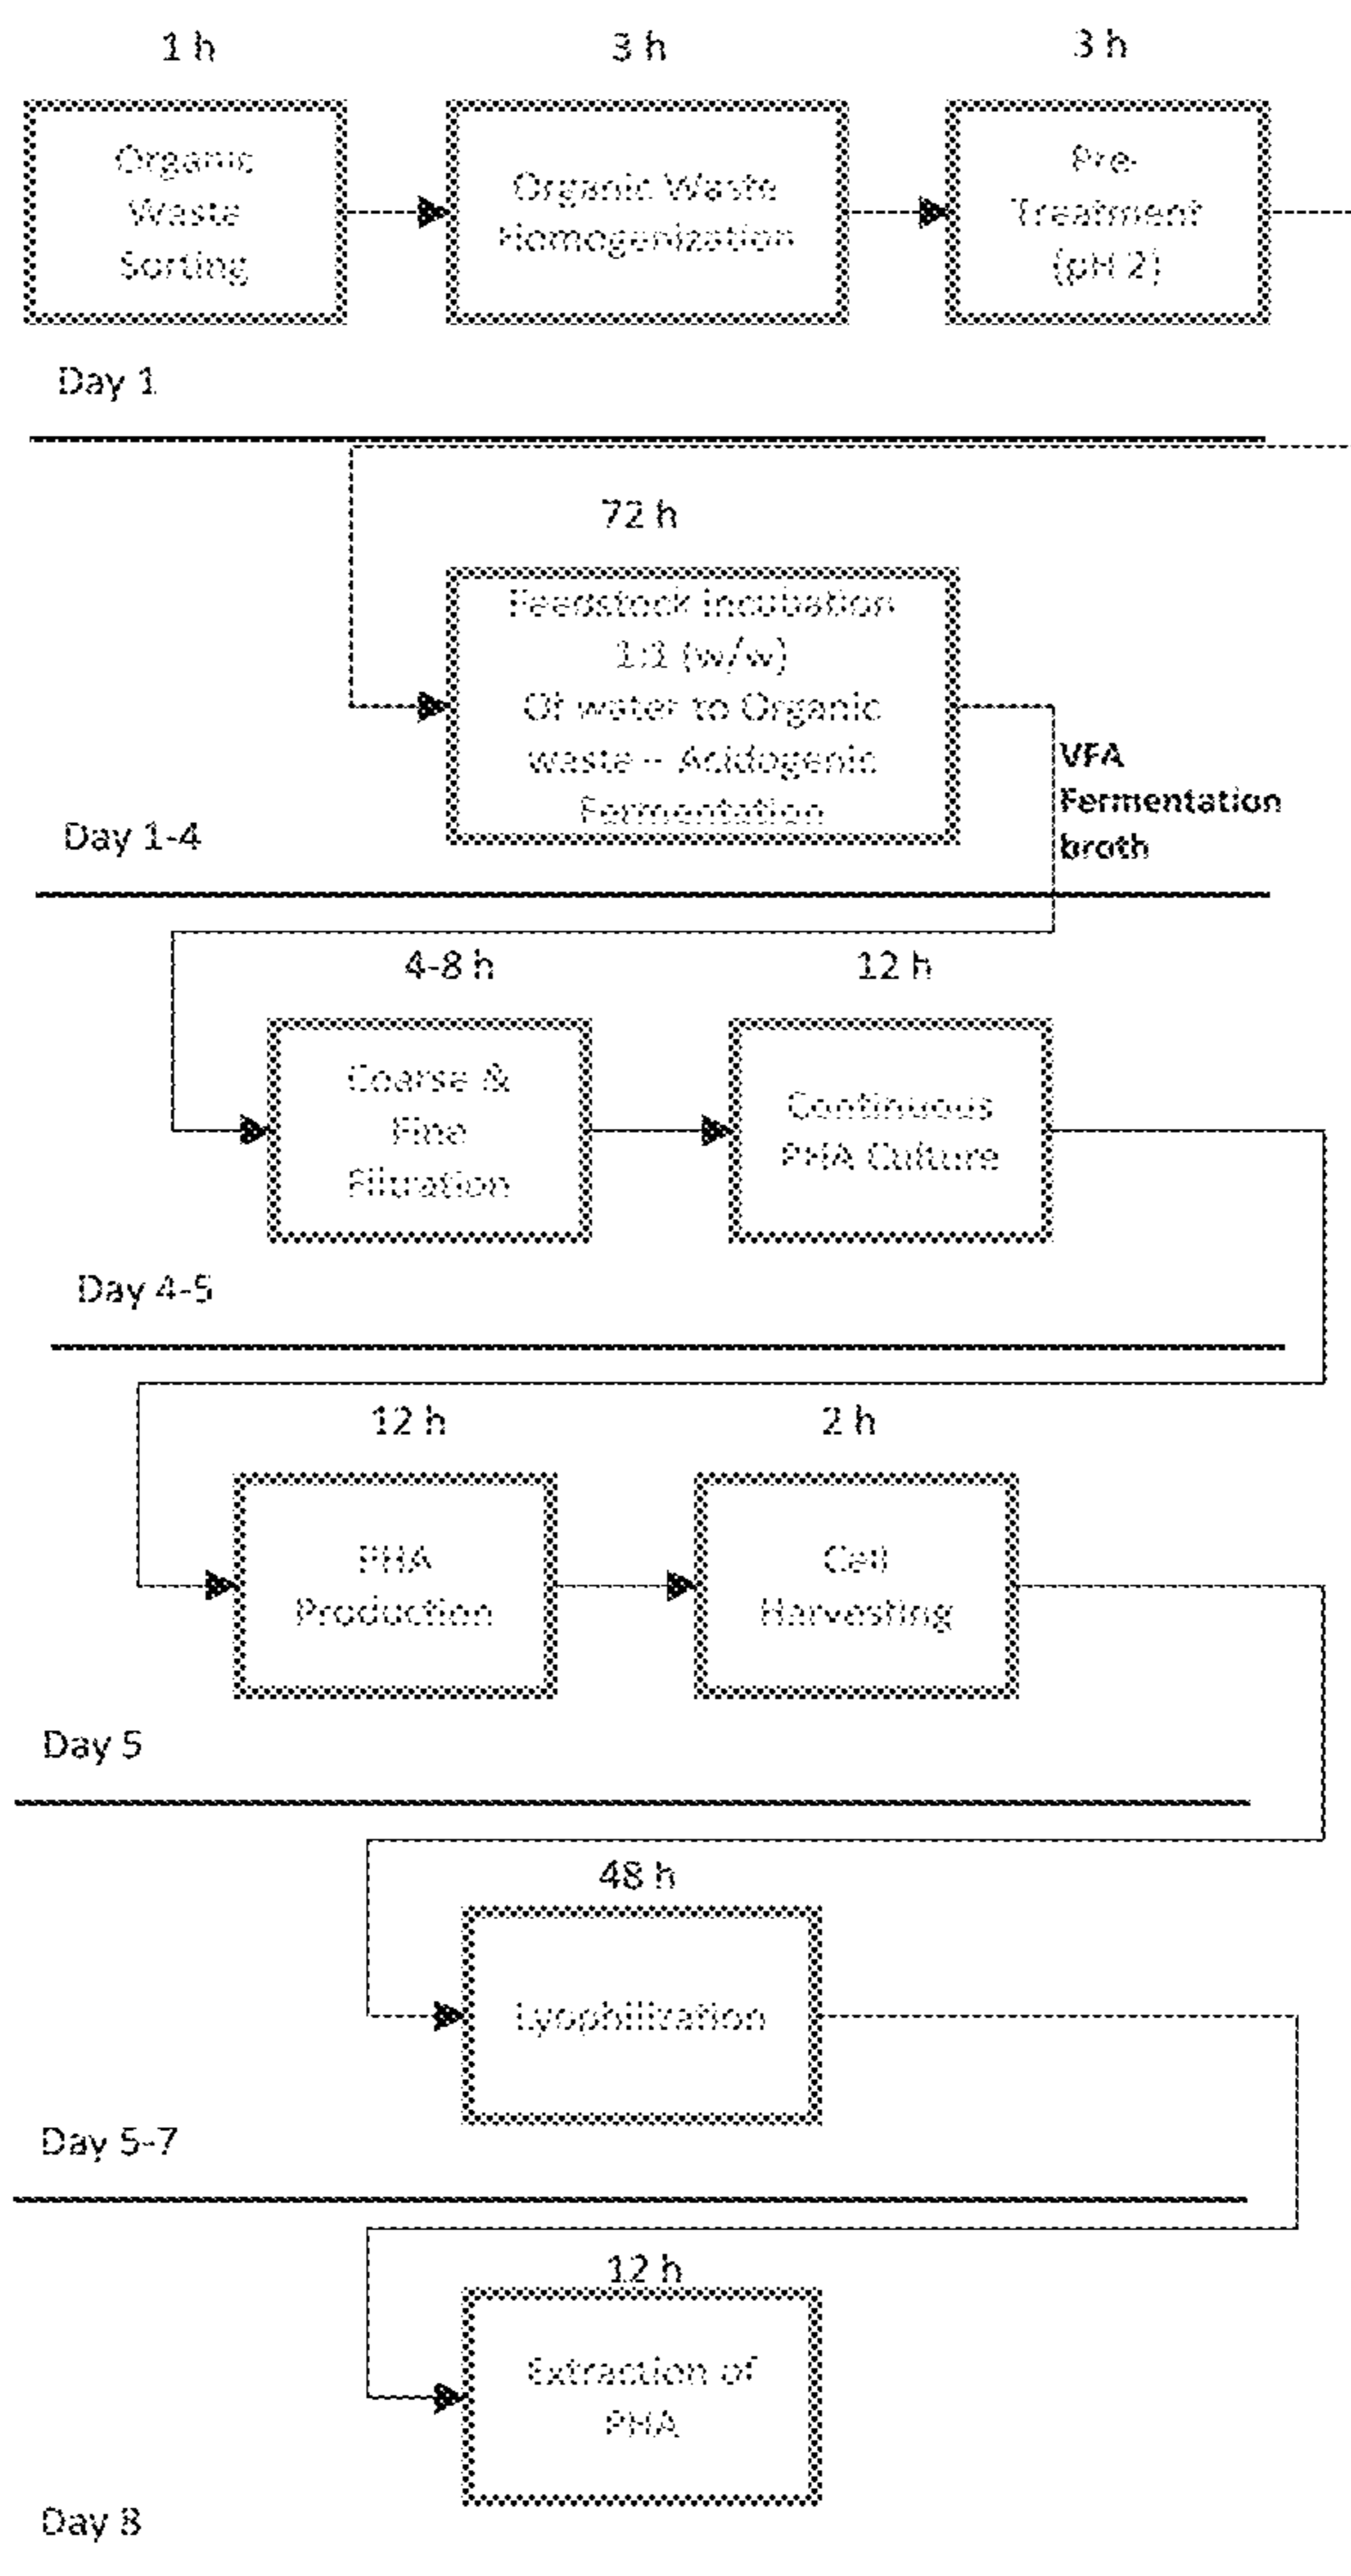 1 h
3 h
3 h
Organic
Waste
Sorting
Organic Waste
Homogenization
Pre-
Treatment
(pH 2)
Day 1
72 h
Feedstock incubation
1:1 (w/w)
Of water to Organic
waste – Acidogenic
Fermentation
VFA
Fermentation
broth
Day 1-4
4-8 h
12 h
Coarse &
Fine
Filtration
Continuous
PHA Culture
Day 4-5
12 h
2 h
PHA
Production
Cell
Harvesting
Day 5
48 h
Lyophilization
Day 5-7
12 h
Extraction of
PHA
Day 8